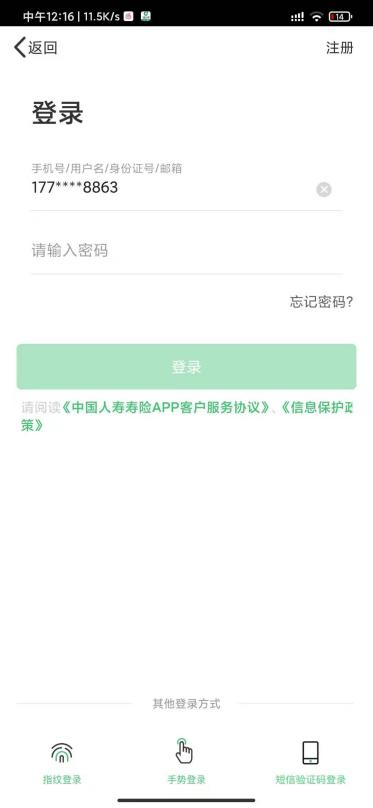 中午12:16 | 11.5K/s
14
返回
注册
登录
手机号/用户名/身份证号/邮箱
177****8863
请输入密码
忘记密码?
登录
请阅读《中国人寿寿险APP客户服务协议》、《信息保护政
策》
其他登录方式
指纹登录
手势登录
短信验证码登录